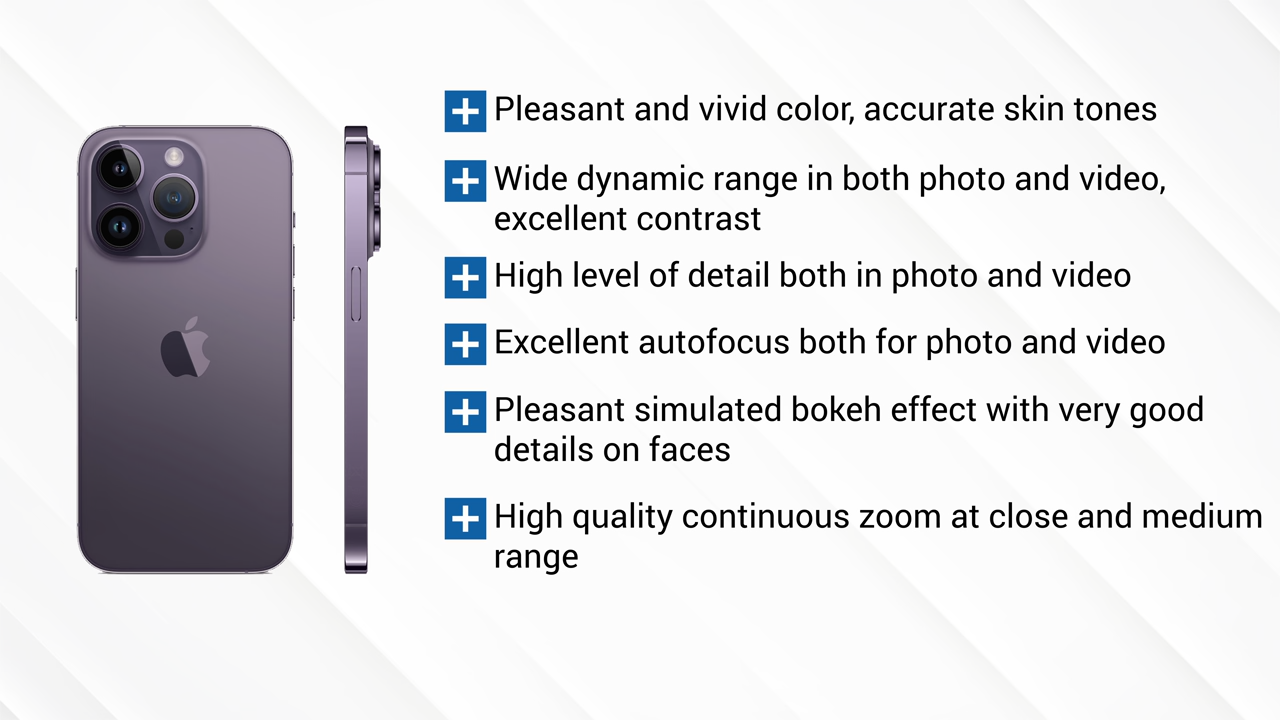 Pleasant and vivid color, accurate skin tones
Wide dynamic range in both photo and video,
excellent contrast
High level of detail both in photo and video
Excellent autofocus both for photo and video
Pleasant simulated bokeh effect with very good
details on faces
High quality continuous zoom at close and medium
range